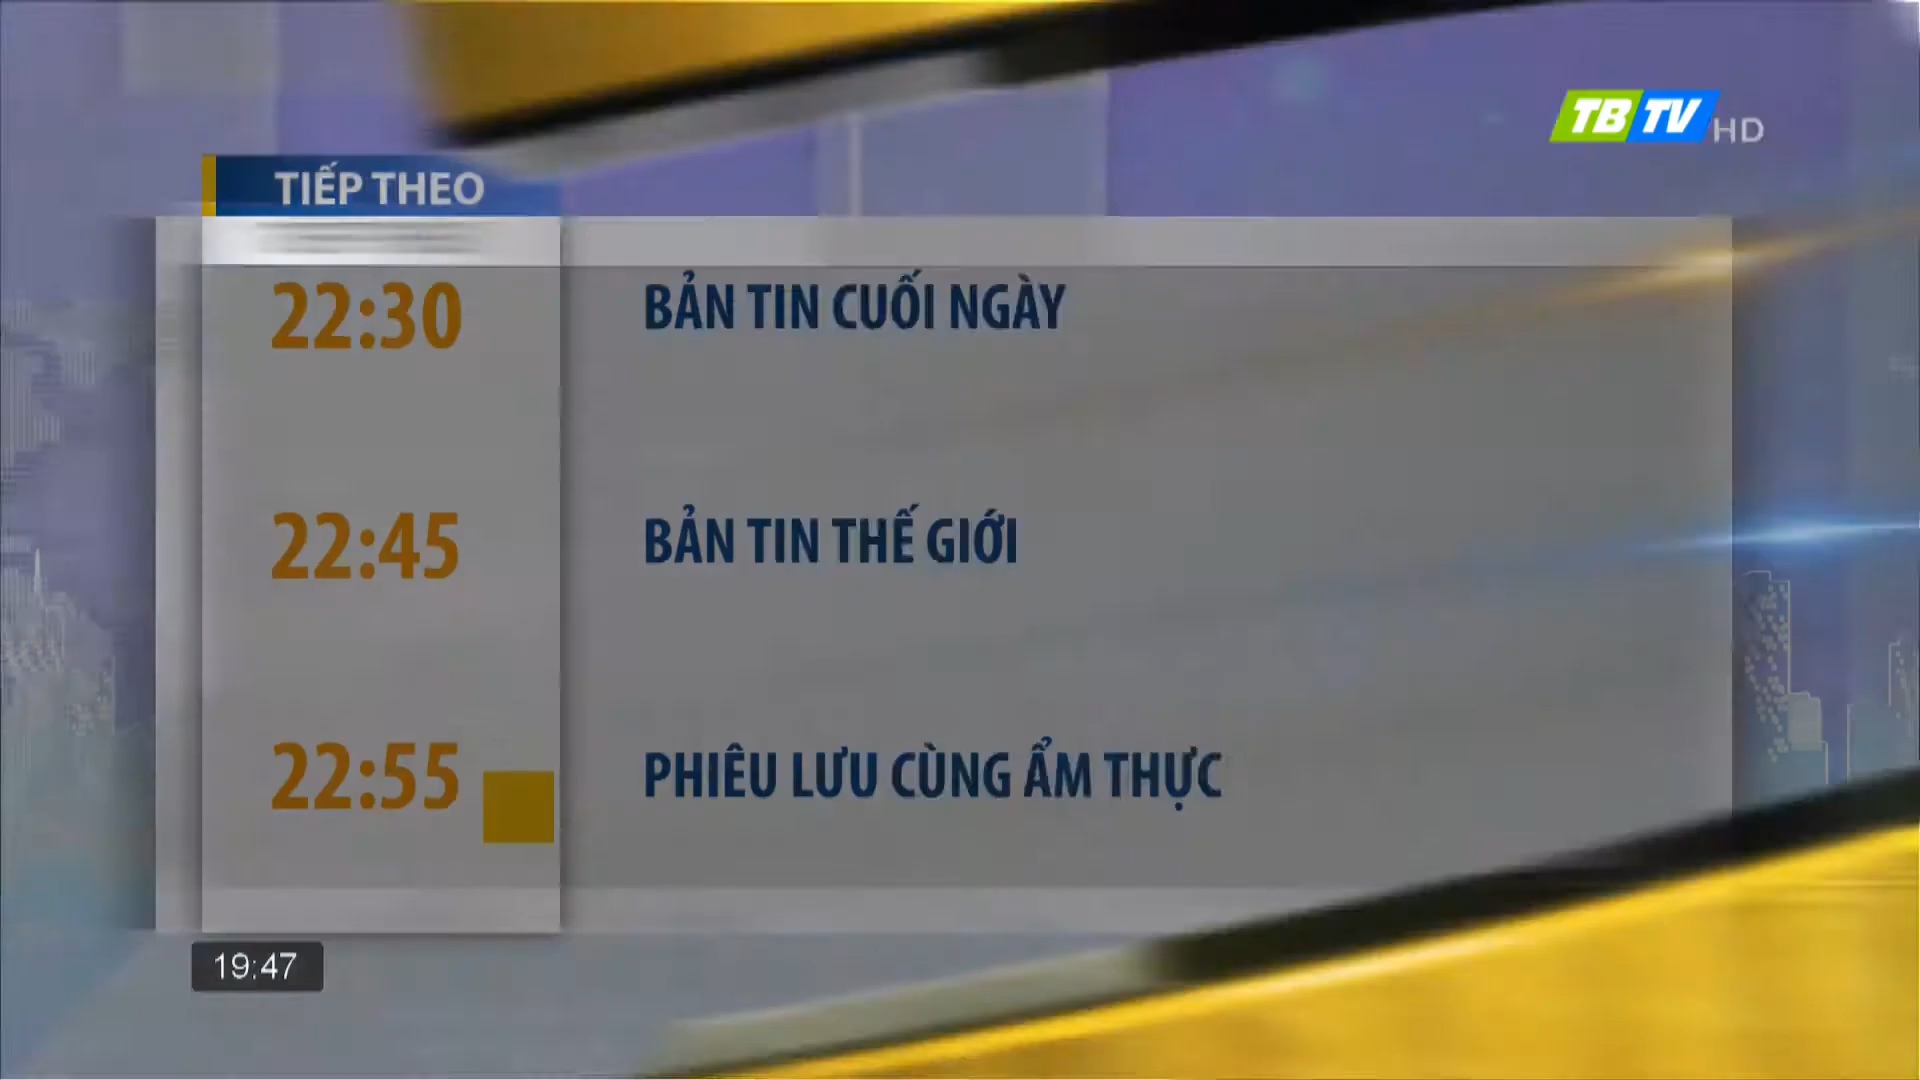 TBTV HD
TIẾP THEO
22:30 BẢN TIN CUỐI NGÀY
22:45 BẢN TIN THẾ GIỚI
22:55 PHIÊU LƯU CÙNG ẨM THỰC
19:47